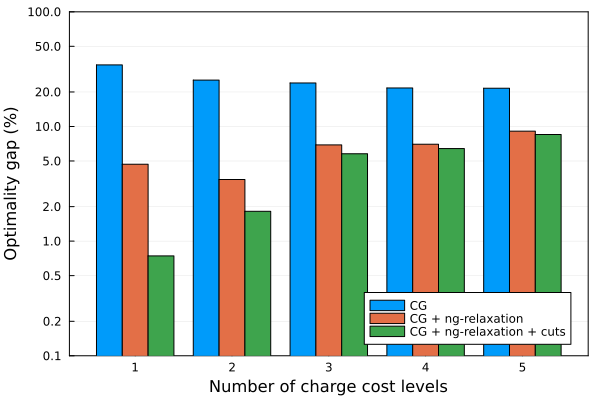 Optimality gap (%)
100.0
50.0
20.0
10.0
5.0
2.0
1.0
0.5
0.2
0.1
CG
CG + ng-relaxation
CG + ng-relaxation + cuts
1 2 3 4 5
Number of charge cost levels